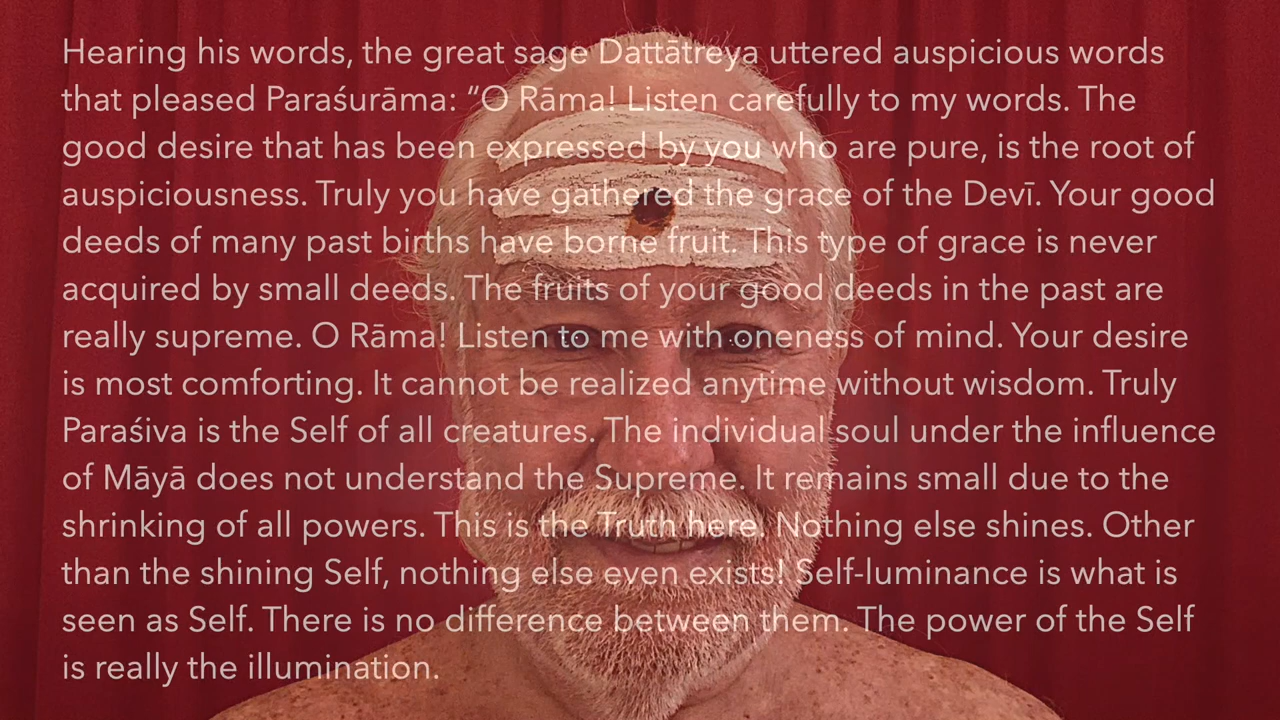 Hearing his words, the great sage Dattātreya uttered auspicious words
that pleased Paraśurāma: “O Rāma! Listen carefully to my words. The
good desire that has been expressed by you who are pure, is the root of
auspiciousness. Truly you have gathered the grace of the Devī. Your good
deeds of many past births have borne fruit. This type of grace is never
acquired by small deeds. The fruits of your good deeds in the past are
really supreme. O Rāma! Listen to me with oneness of mind. Your desire
is most comforting. It cannot be realized anytime without wisdom. Truly
Paraśiva is the Self of all creatures. The individual soul under the influence
of Māyā does not understand the Supreme. It remains small due to the
shrinking of all powers. This is the Truth here. Nothing else shines. Other
than the shining Self, nothing else even exists! Self-luminance is what is
seen as Self. There is no difference between them. The power of the Self
is really the illumination.